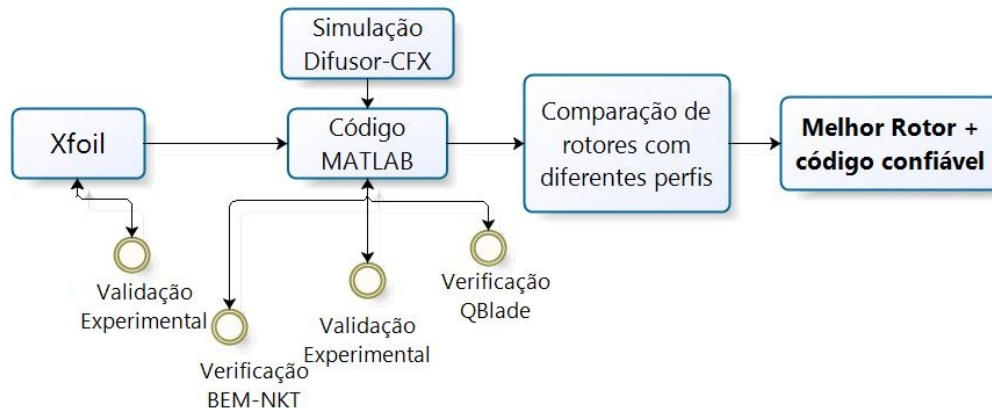 Simulação
Difusor-CFX
Xfoil
Código
MATLAB
Comparação de
rotores com
diferentes perfis
Melhor Rotor +
código confiável
Validação
Experimental
Verificação
BEM-NKT
Validação
Experimental
Verificação
QBlade